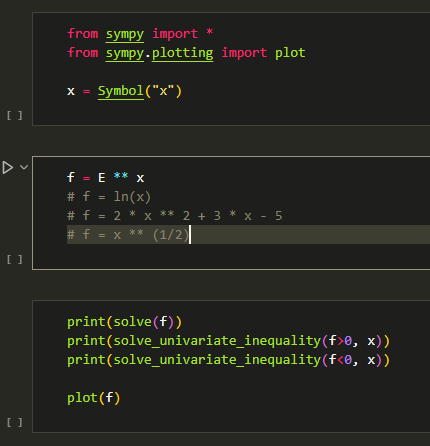 from sympy import *
from sympy.plotting import plot
x = Symbol("x")
[ ]
f = E ** x
# f = ln(x)
# f = 2 * x ** 2 + 3 * x - 5
# f = x ** (1/2)
[ ]
print(solve(f))
print(solve_univariate_inequality(f>0, x))
print(solve_univariate_inequality(f<0, x))
plot(f)
[ ]